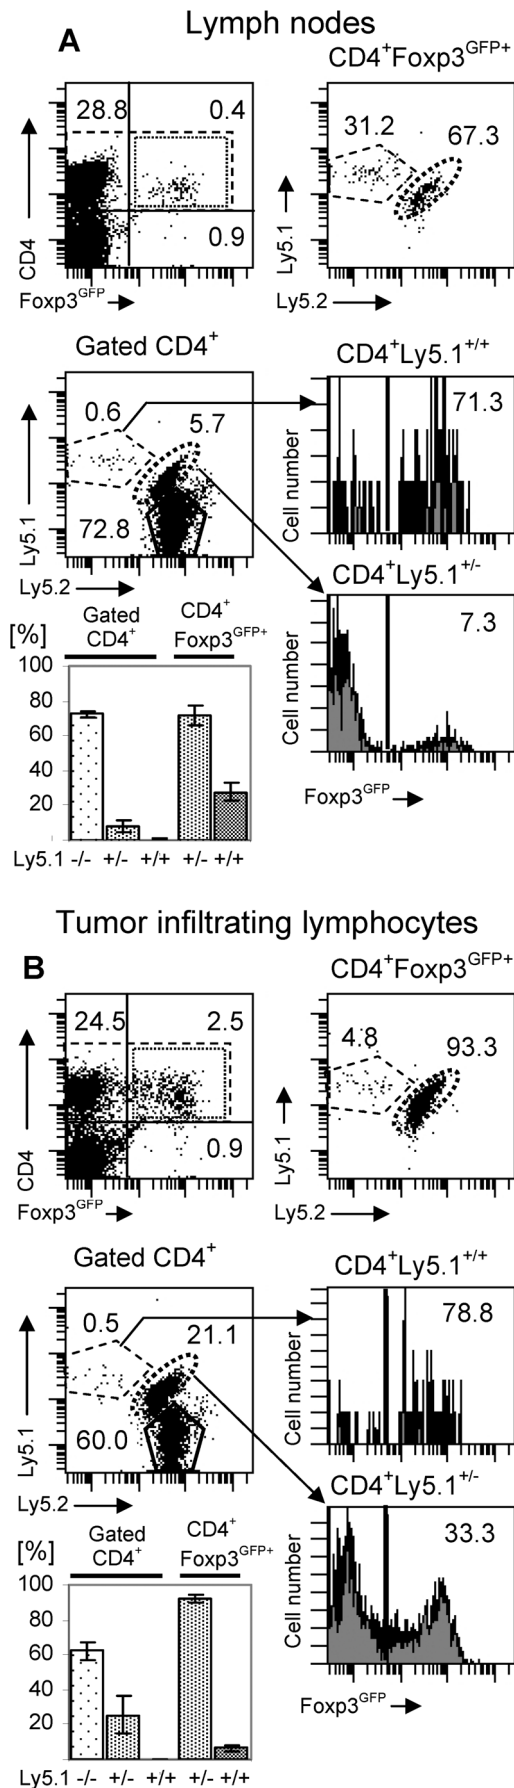 Lymph nodes
A
CD4+Foxp3GFP+
28.8 0.4
31.2 67.3
0.9
CD4
Ly5.1
Foxp3GFP
Ly5.2
Gated CD4+
CD4+Ly5.1+/+
0.6 5.7
71.3
72.8
Ly5.1
Cell number
Ly5.2
CD4+Ly5.1+/-
7.3
Cell number
Foxp3GFP
Gated CD4+
CD4+ Foxp3GFP+
[%]
100
80
60
40
20
Ly5.1 -/- +/- +/+ +/- +/+
Tumor infiltrating lymphocytes
B
CD4+Foxp3GFP+
24.5 2.5
4.8 93.3
0.9
CD4
Ly5.1
Foxp3GFP
Ly5.2
Gated CD4+
CD4+Ly5.1+/+
0.5 21.1
78.8
60.0
Ly5.1
Cell number
Ly5.2
CD4+Ly5.1+/-
33.3
Cell number
Foxp3GFP
Gated CD4+
CD4+ Foxp3GFP+
[%]
100
80
60
40
20
Ly5.1 -/- +/- +/+ +/- +/+